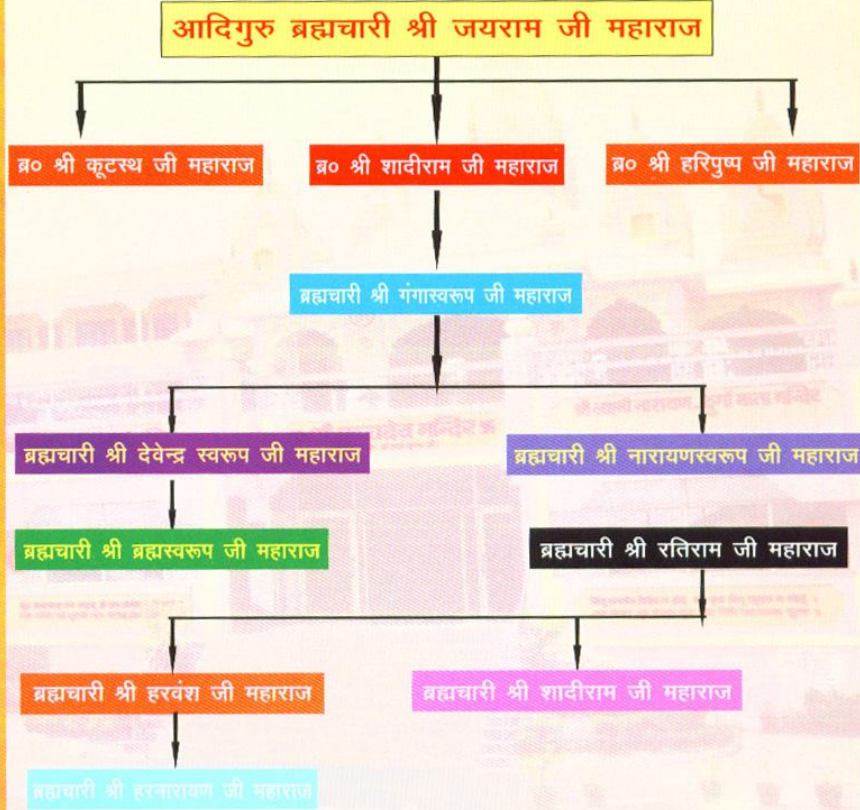 आदिगुरु ब्रह्मचारी श्री जयराम जी महाराज
ब्र० श्री कूटस्थ जी महाराज
ब्र० श्री शादीराम जी महाराज
ब्र० श्री हरिपुष्प जी महाराज
ब्रह्मचारी श्री गंगास्वरूप जी महाराज
ब्रह्मचारी श्री देवेन्द्र स्वरूप जी महाराज
ब्रह्मचारी श्री नारायणस्वरूप जी महाराज
ब्रह्मचारी श्री ब्रह्मस्वरूप जी महाराज
ब्रह्मचारी श्री रतिराम जी महाराज
ब्रह्मचारी श्री हरवंश जी महाराज
ब्रह्मचारी श्री शादीराम जी महाराज
ब्रह्मचारी श्री हरनारायण जी महाराज